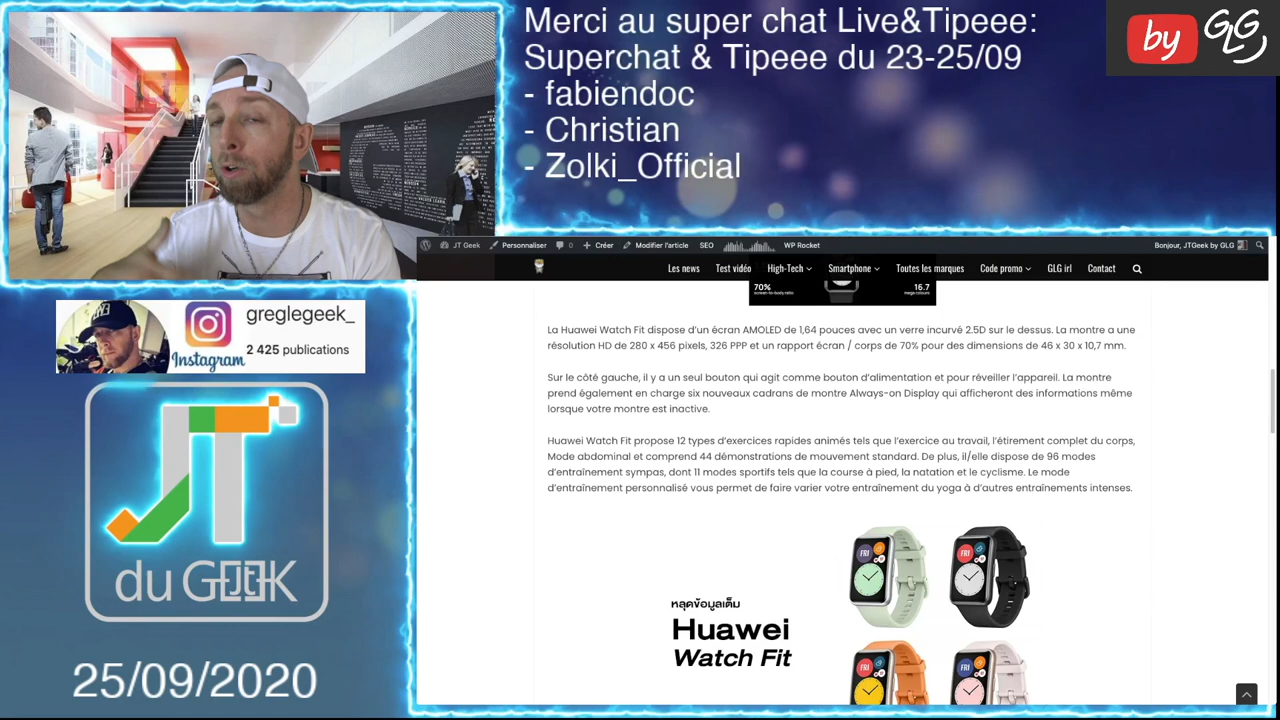 Merci au super chat Live&Tipeee:
Superchat & Tipeee du 23-25/09
- fabiendoc
- Christian
- Zolki_Official
by GLG
JT Geek Personnaliser 0 Créer Modifier l'article SEO WP Rocket Bonjour, JTGeek by GLG
Les news Test vidéo High-Tech Smartphone Toutes les marques Code promo GLG irl Contact
70% 16.7
screen-to-body ratio mega colours
La Huawei Watch Fit dispose d'un écran AMOLED de 1,64 pouces avec un verre incurvé 2.5D sur le dessus. La montre a une
résolution HD de 280 x 456 pixels, 326 PPP et un rapport écran / corps de 70% pour des dimensions de 46 x 30 x 10,7 mm.
Sur le côté gauche, il y a un seul bouton qui agit comme bouton d'alimentation et pour réveiller l'appareil. La montre
prend également en charge six nouveaux cadrans de montre Always-on Display qui afficheront des informations même
lorsque votre montre est inactive.
Huawei Watch Fit propose 12 types d'exercices rapides animés tels que l'exercice au travail, l'étirement complet du corps,
Mode abdominal et comprend 44 démonstrations de mouvement standard. De plus, il/elle dispose de 96 modes
d'entraînement sympas, dont 11 modes sportifs tels que la course à pied, la natation et le cyclisme. Le mode
d'entraînement personnalisé vous permet de faire varier votre entraînement du yoga à d'autres entraînements intenses.
หลุดข้อมูลเต็ม
Huawei
Watch Fit
FRI
FRI
FRI
FRI
greglegeek_
2 425 publications
Instagram
JT
du GEEK
25/09/2020